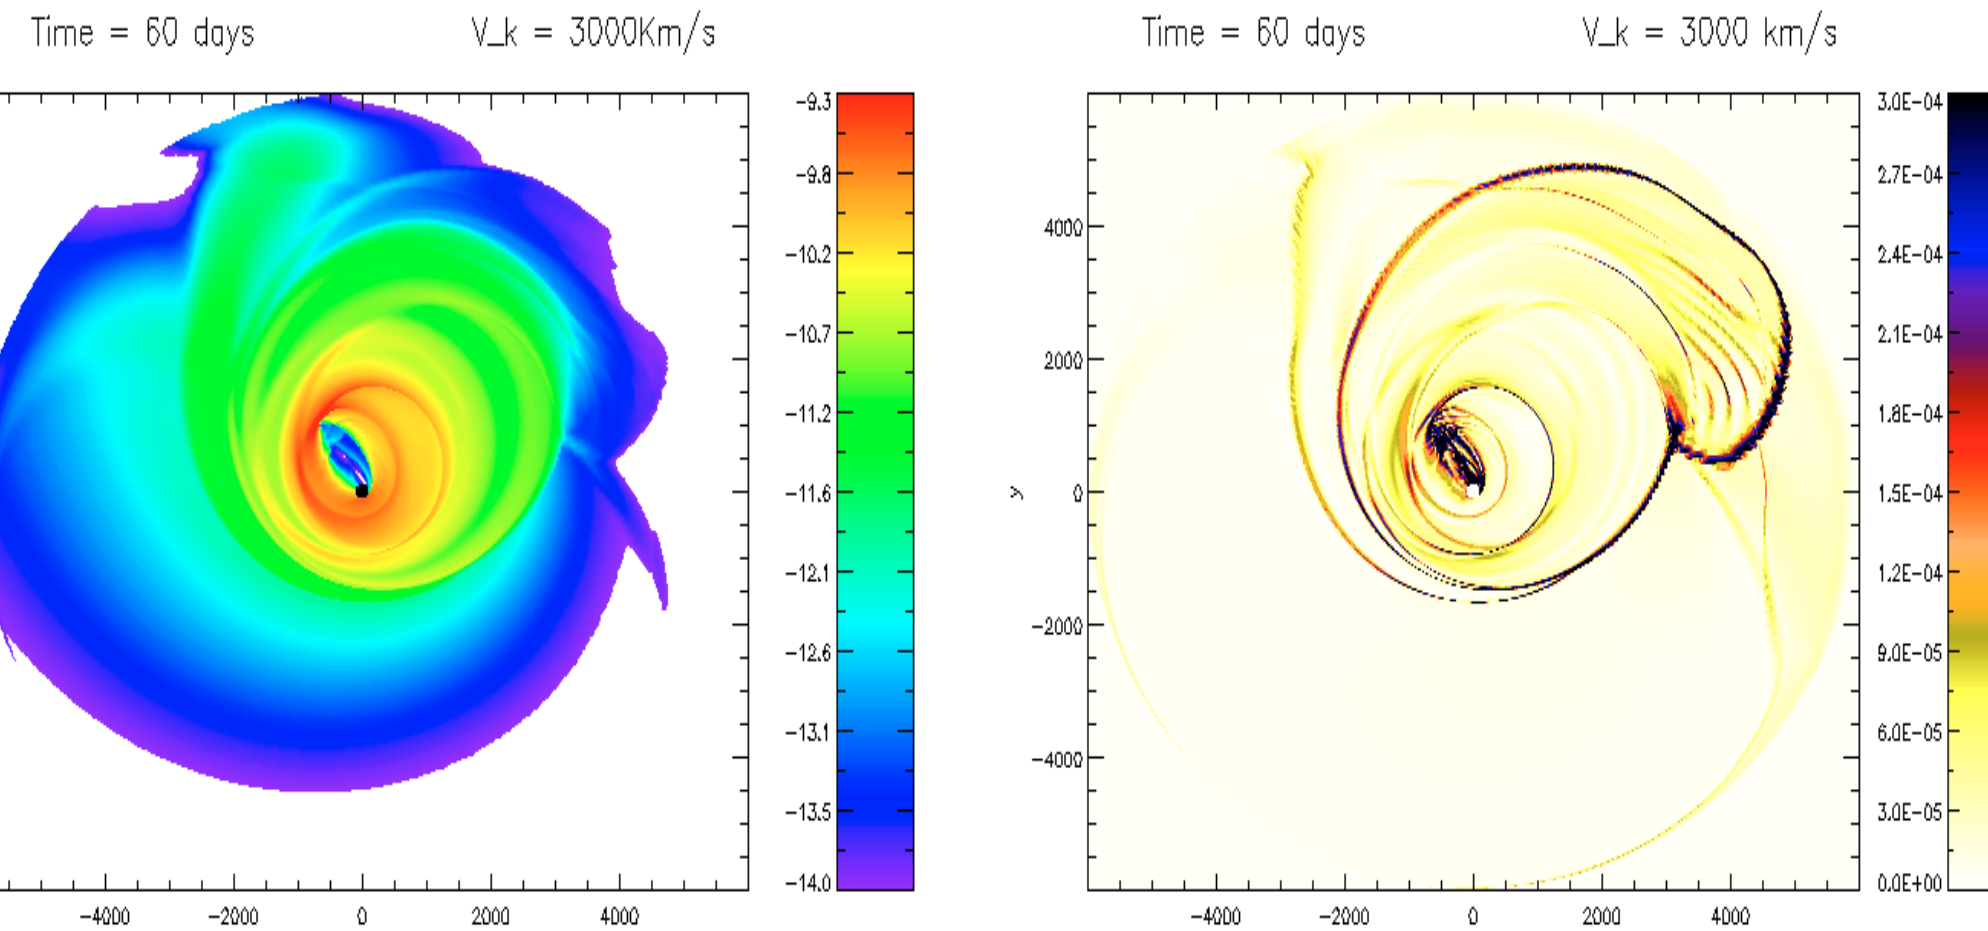 Time = 60 days V_k = 3000Km/s
Time = 60 days V_k = 3000 km/s
-9.3
-9.8
-10.2
-10.7
-11.2
-11.6
-12.1
-12.6
-13.1
-13.5
-14.0
-4000 -2000 0 2000 4000
y
4000
2000
0
-2000
-4000
-4000 -2000 0 2000 4000
3.0E-04
2.7E-04
2.4E-04
2.1E-04
1.8E-04
1.5E-04
1.2E-04
9.0E-05
6.0E-05
3.0E-05
0.0E+00